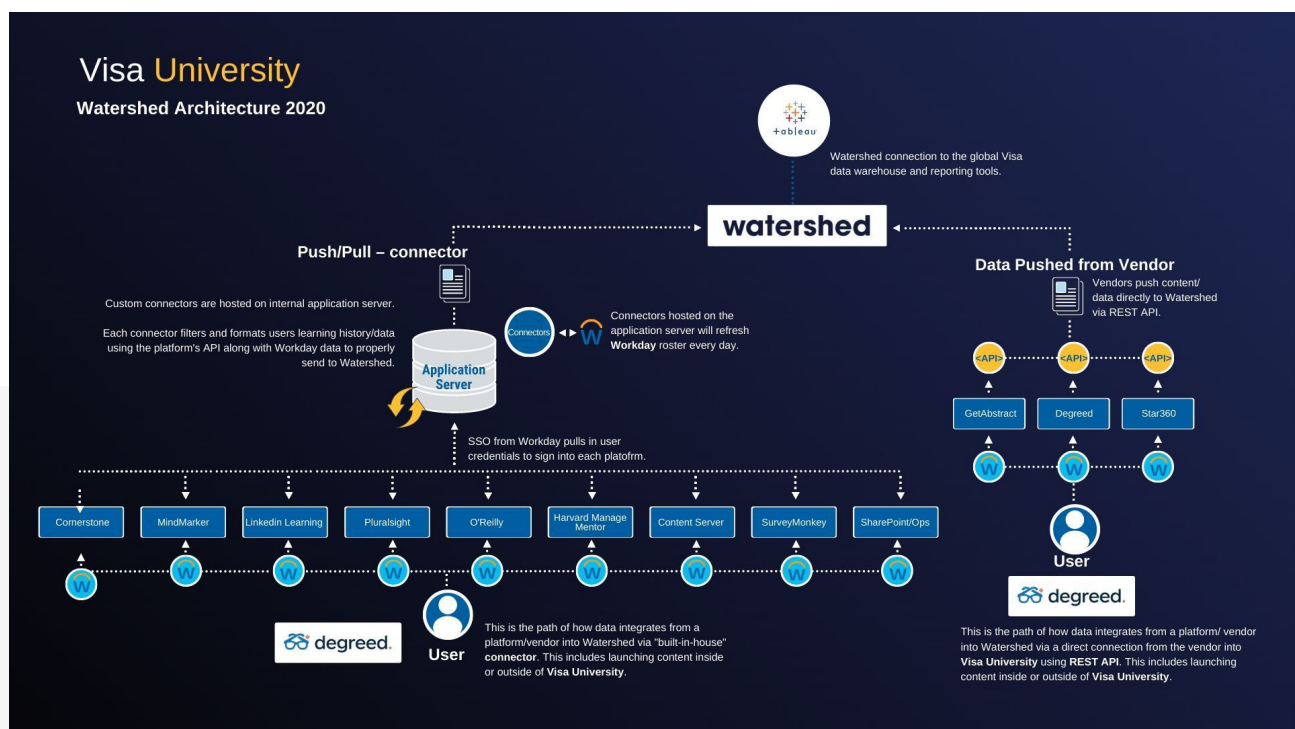 Visa University
Watershed Architecture 2020
+ableau
Watershed connection to the global Visa
data warehouse and reporting tools.
watershed
Push/Pull – connector
Custom connectors are hosted on internal application server.
Each connector filters and formats users learning history/data
using the platform's API along with Workday data to properly
send to Watershed.
Connectors
W
Connectors hosted on the
application server will refresh
Workday roster every day.
Application
Server
SSO from Workday pulls in user
credentials to sign into each platofrm.
Cornerstone
MindMarker
Linkedin Learning
Pluralsight
O'Reilly
Harvard Manage
Mentor
Content Server
SurveyMonkey
SharePoint/Ops
W
W
W
W
W
W
W
W
W
degreed.
User
This is the path of how data integrates from a
platform/vendor into Watershed via "built-in-house"
connector. This includes launching content inside
or outside of Visa University.
Data Pushed from Vendor
Vendors push content/
data directly to Watershed
via REST API.
<API>
<API>
<API>
GetAbstract
Degreed
Star360
W
W
W
User
degreed.
This is the path of how data integrates from a platform/ vendor
into Watershed via a direct connection from the vendor into
Visa University using REST API. This includes launching
content inside or outside of Visa University.